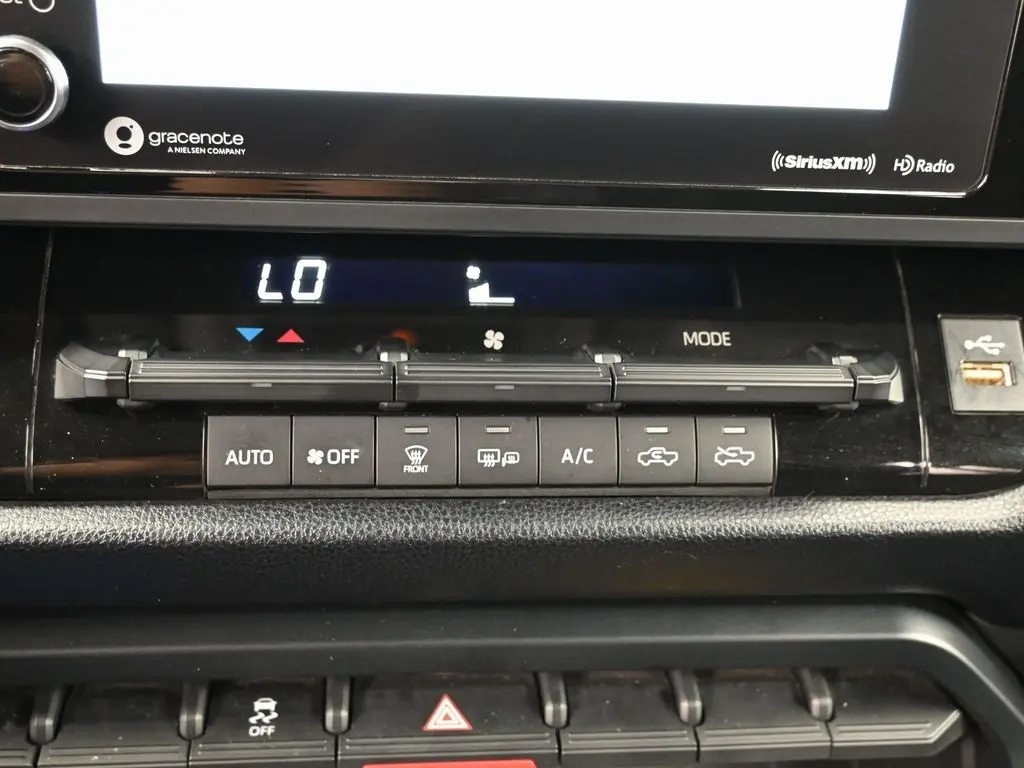 gracenote
A NIELSEN COMPANY
SiriusXM
HD Radio
LO
MODE
AUTO
OFF
FRONT
A/C
OFF